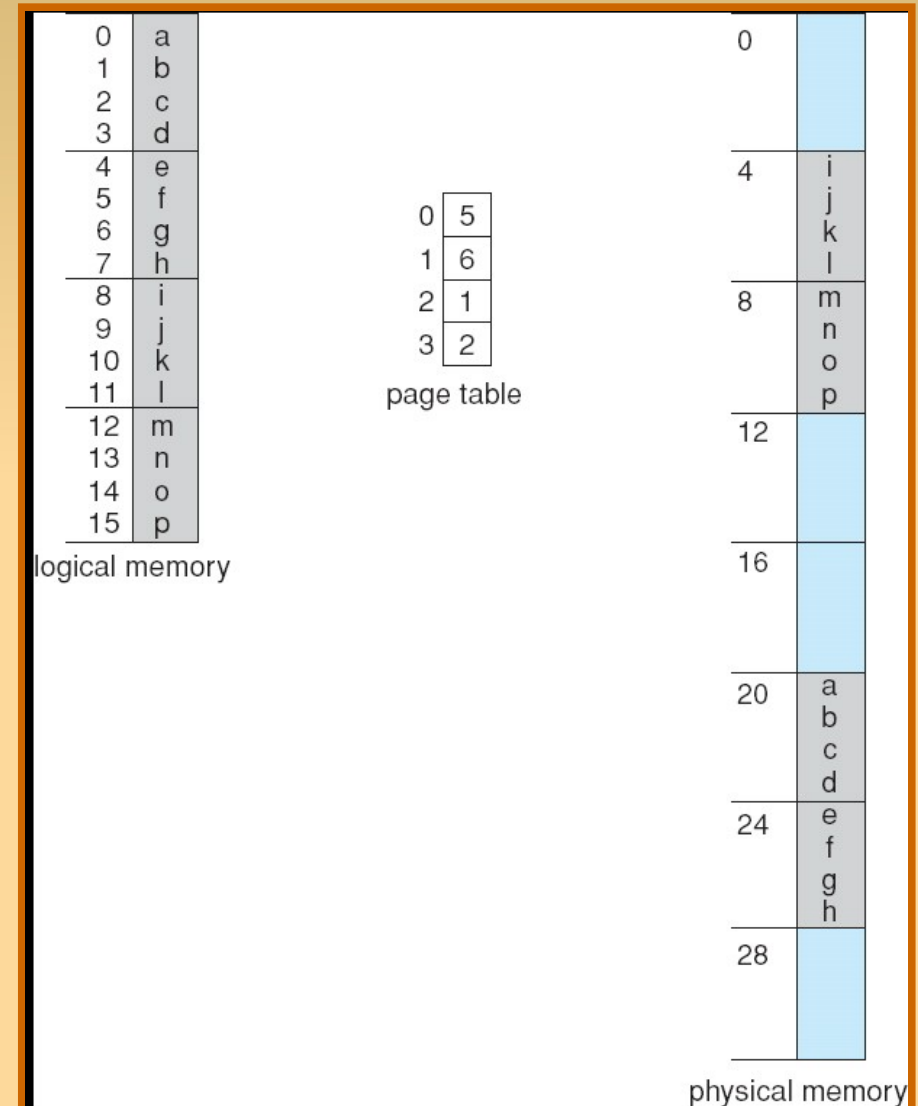 0 a
1 b
2 c
3 d
4 e
5 f
6 g
7 h
8 i
9 j
10 k
11 l
12 m
13 n
14 o
15 p
logical memory
0 5
1 6
2 1
3 2
page table
0
4 i
j
k
l
8 m
n
o
p
12
16
20 a
b
c
d
24 e
f
g
h
28
physical memory